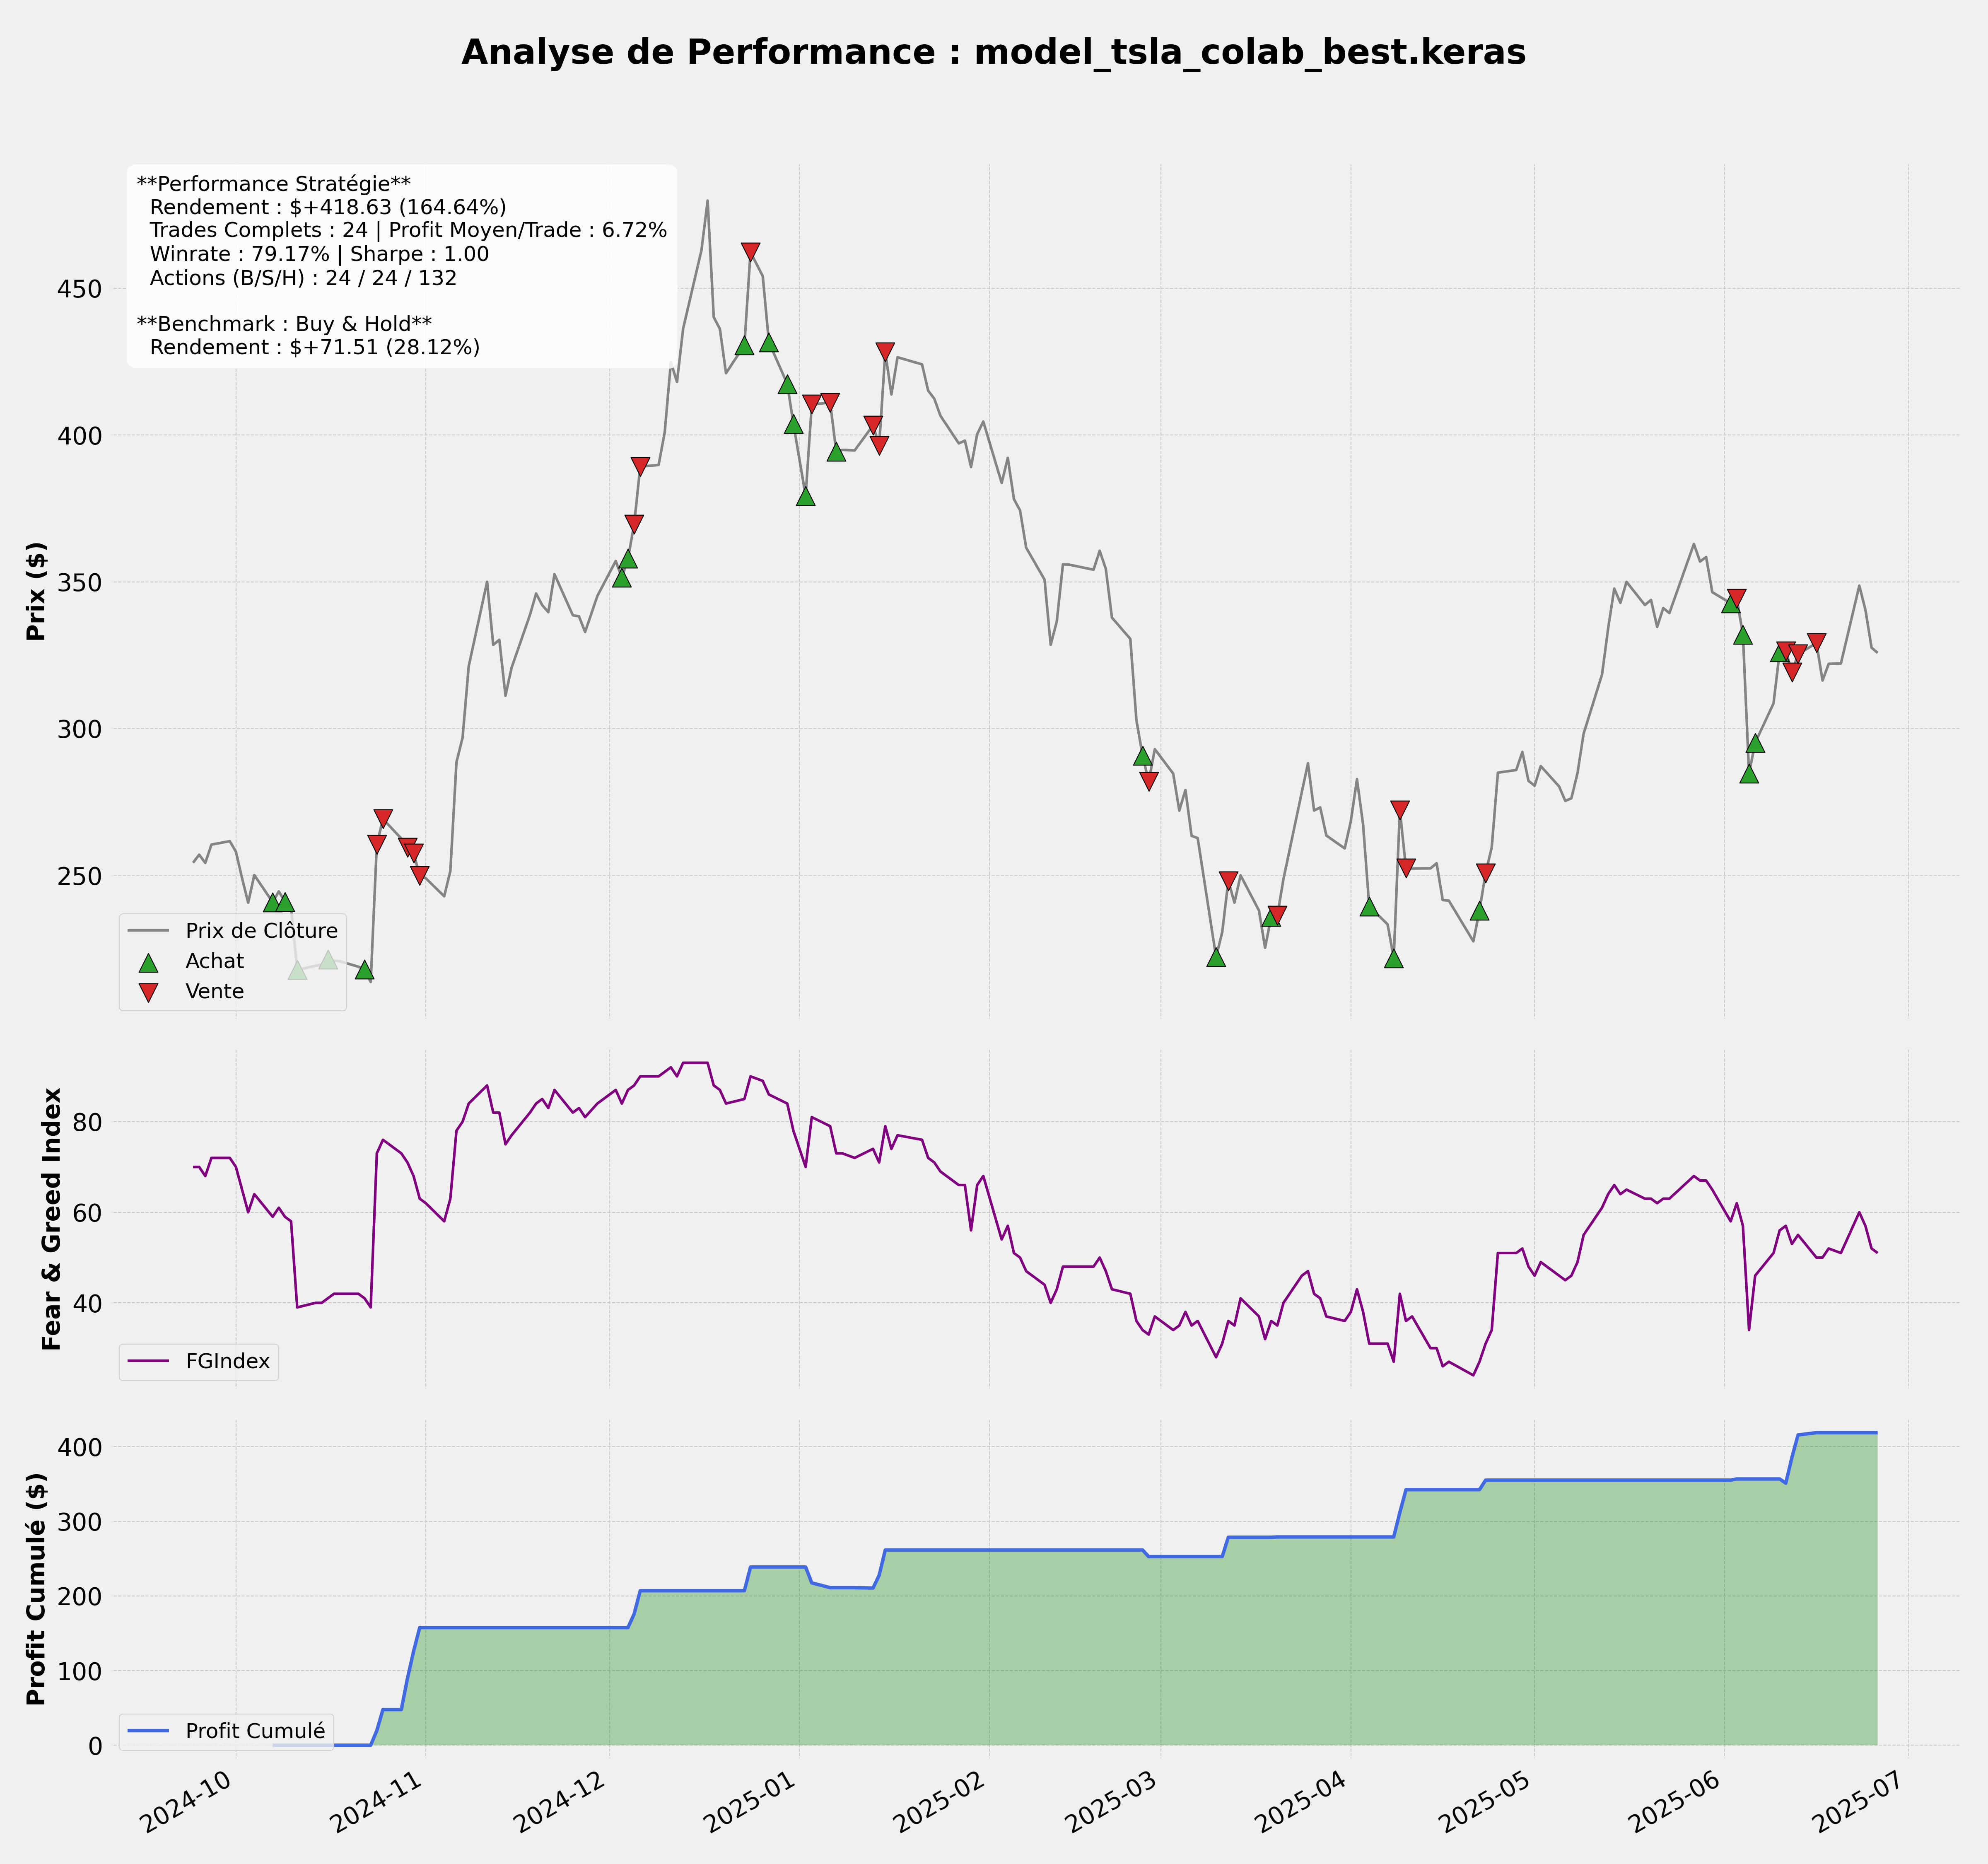 Analyse de Performance : model_tsla_colab_best.keras
**Performance Stratégie**
Rendement : $+418.63 (164.64%)
Trades Complets : 24 | Profit Moyen/Trade : 6.72%
Winrate : 79.17% | Sharpe : 1.00
Actions (B/S/H) : 24 / 24 / 132
**Benchmark : Buy & Hold**
Rendement : $+71.51 (28.12%)
Prix ($)
450
400
350
300
250
Prix de Clôture
Achat
Vente
Fear & Greed Index
80
60
40
FGIndex
Profit Cumulé ($)
400
300
200
100
0
Profit Cumulé
2024-10
2024-11
2024-12
2025-01
2025-02
2025-03
2025-04
2025-05
2025-06
2025-07